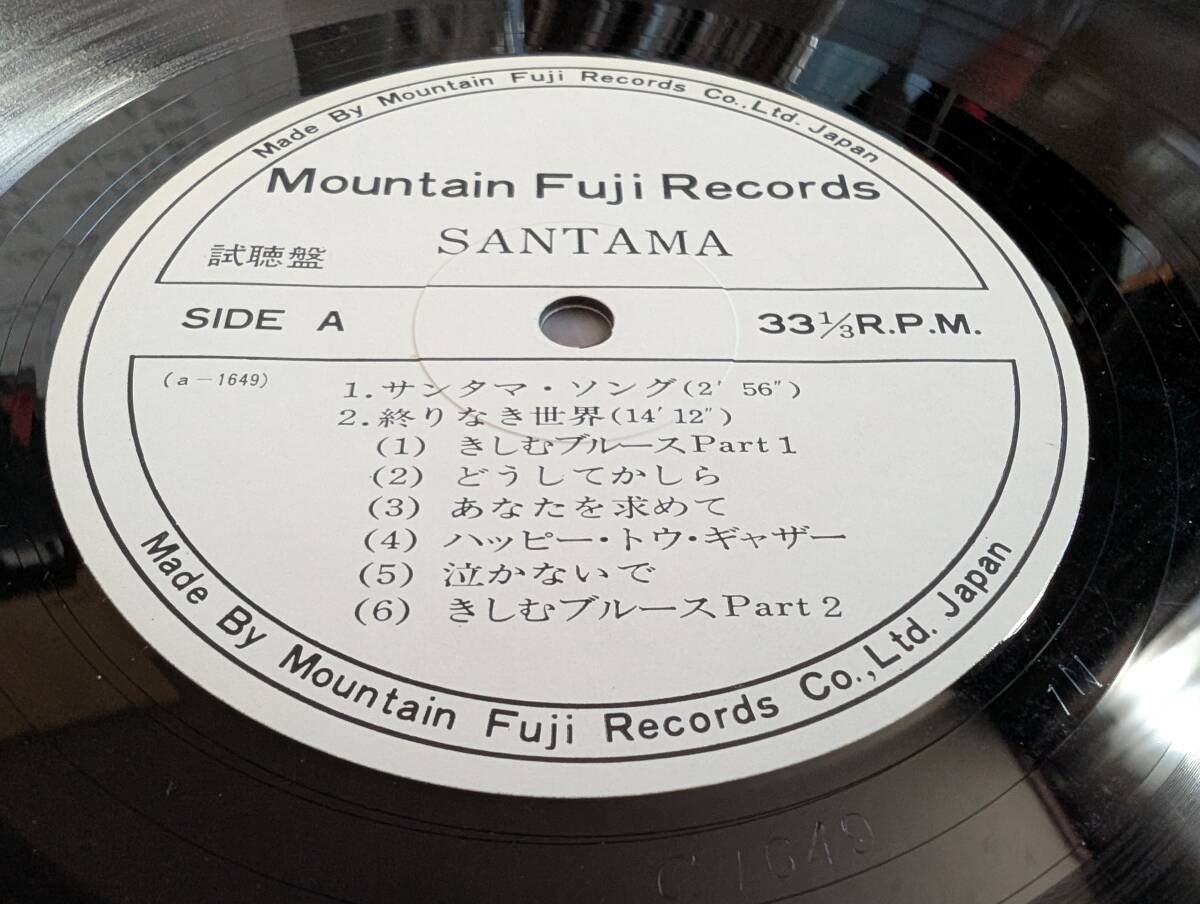 Made By Mountain Fuji Records Co.,Ltd. Japan
Mountain Fuji Records
試聴盤
SANTAMA
SIDE A
33 1/3 R.P.M.
(a－1649)
1.サンタマ・ソング(2′56″)
2.終りなき世界(14′12″)
(1) きしむブルースPart 1
(2) どうしてかしら
(3) あなたを求めて
(4) ハッピー・トウ・ギャザー
(5) 泣かないで
(6) きしむブルースPart 2
Made By Mountain Fuji Records Co.,Ltd. Japan
1N
C1649